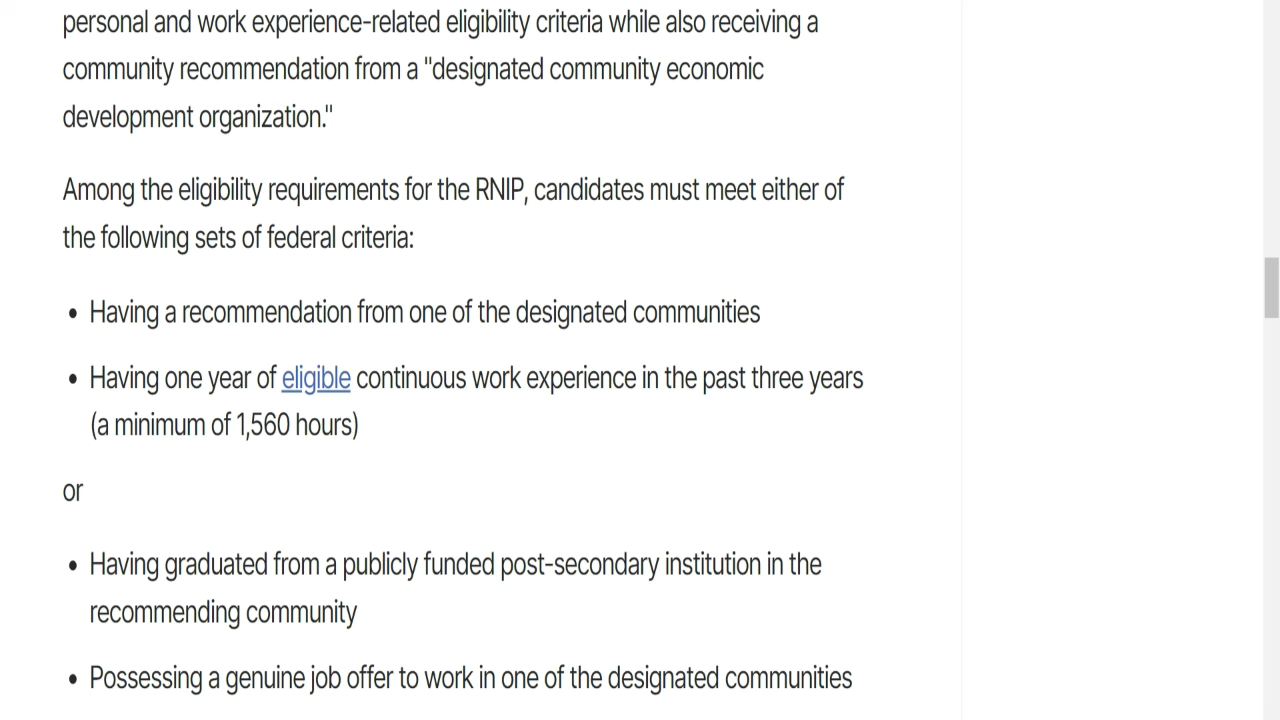 personal and work experience-related eligibility criteria while also receiving a
community recommendation from a "designated community economic
development organization."
Among the eligibility requirements for the RNIP, candidates must meet either of
the following sets of federal criteria:
• Having a recommendation from one of the designated communities
• Having one year of eligible continuous work experience in the past three years
(a minimum of 1,560 hours)
or
• Having graduated from a publicly funded post-secondary institution in the
recommending community
• Possessing a genuine job offer to work in one of the designated communities